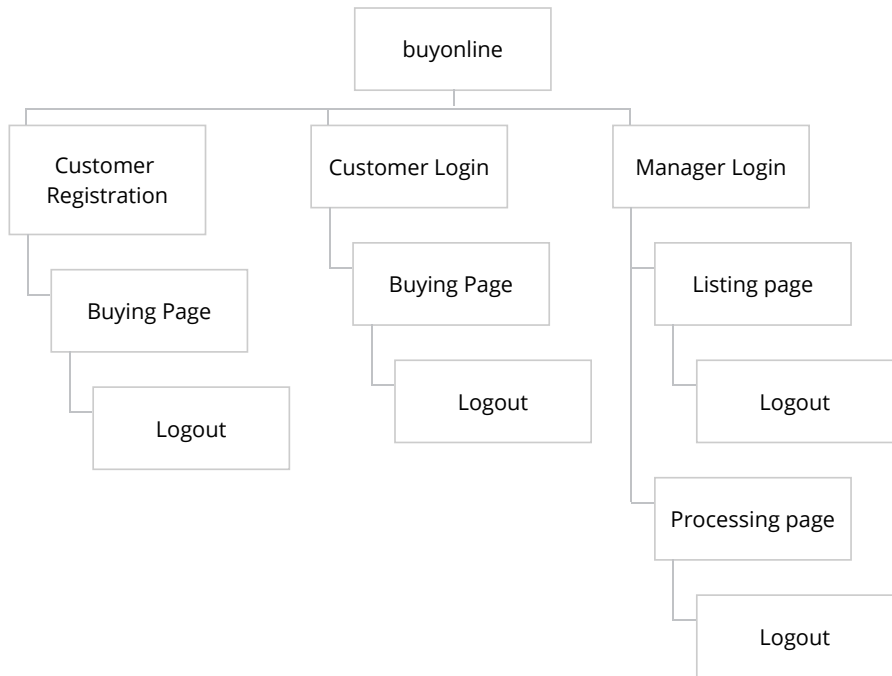 buyonline
Customer
Registration
Customer Login
Manager Login
Buying Page
Listing page
Buying Page
Logout
Logout
Logout
Processing page
Logout